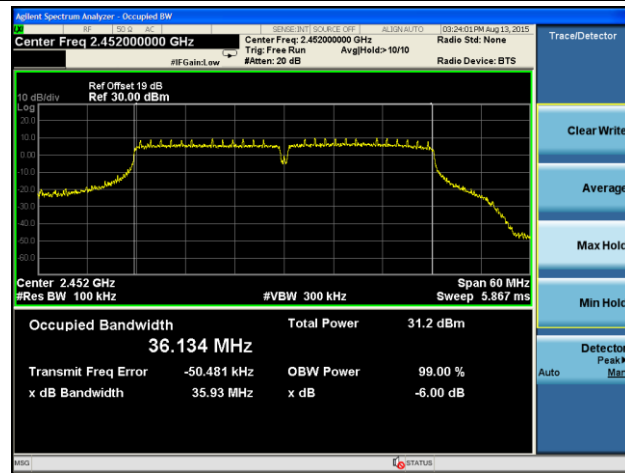 Agilent Spectrum Analyzer - Occupied BW
RF 50 Ω AC SENSE:INT SOURCE OFF ALIGN AUTO 03:24:01 PM Aug 13, 2015
Center Freq 2.452000000 GHz Center Freq: 2.452000000 GHz Radio Std: None Trace/Detector
Trig: Free Run Avg|Hold:>10/10
#IFGain:Low #Atten: 20 dB Radio Device: BTS
Ref Offset 19 dB
10 dB/div Ref 30.00 dBm
Log
20.0
10.0
0.00
-10.0
-20.0
-30.0
-40.0
-50.0
-60.0
Clear Write
Average
Max Hold
Min Hold
Center 2.452 GHz Span 60 MHz
#Res BW 100 kHz #VBW 300 kHz Sweep 5.867 ms
Occupied Bandwidth Total Power 31.2 dBm
36.134 MHz
Transmit Freq Error -50.481 kHz OBW Power 99.00 %
x dB Bandwidth 35.93 MHz x dB -6.00 dB
Detector
Peak
Auto Man
MSG STATUS